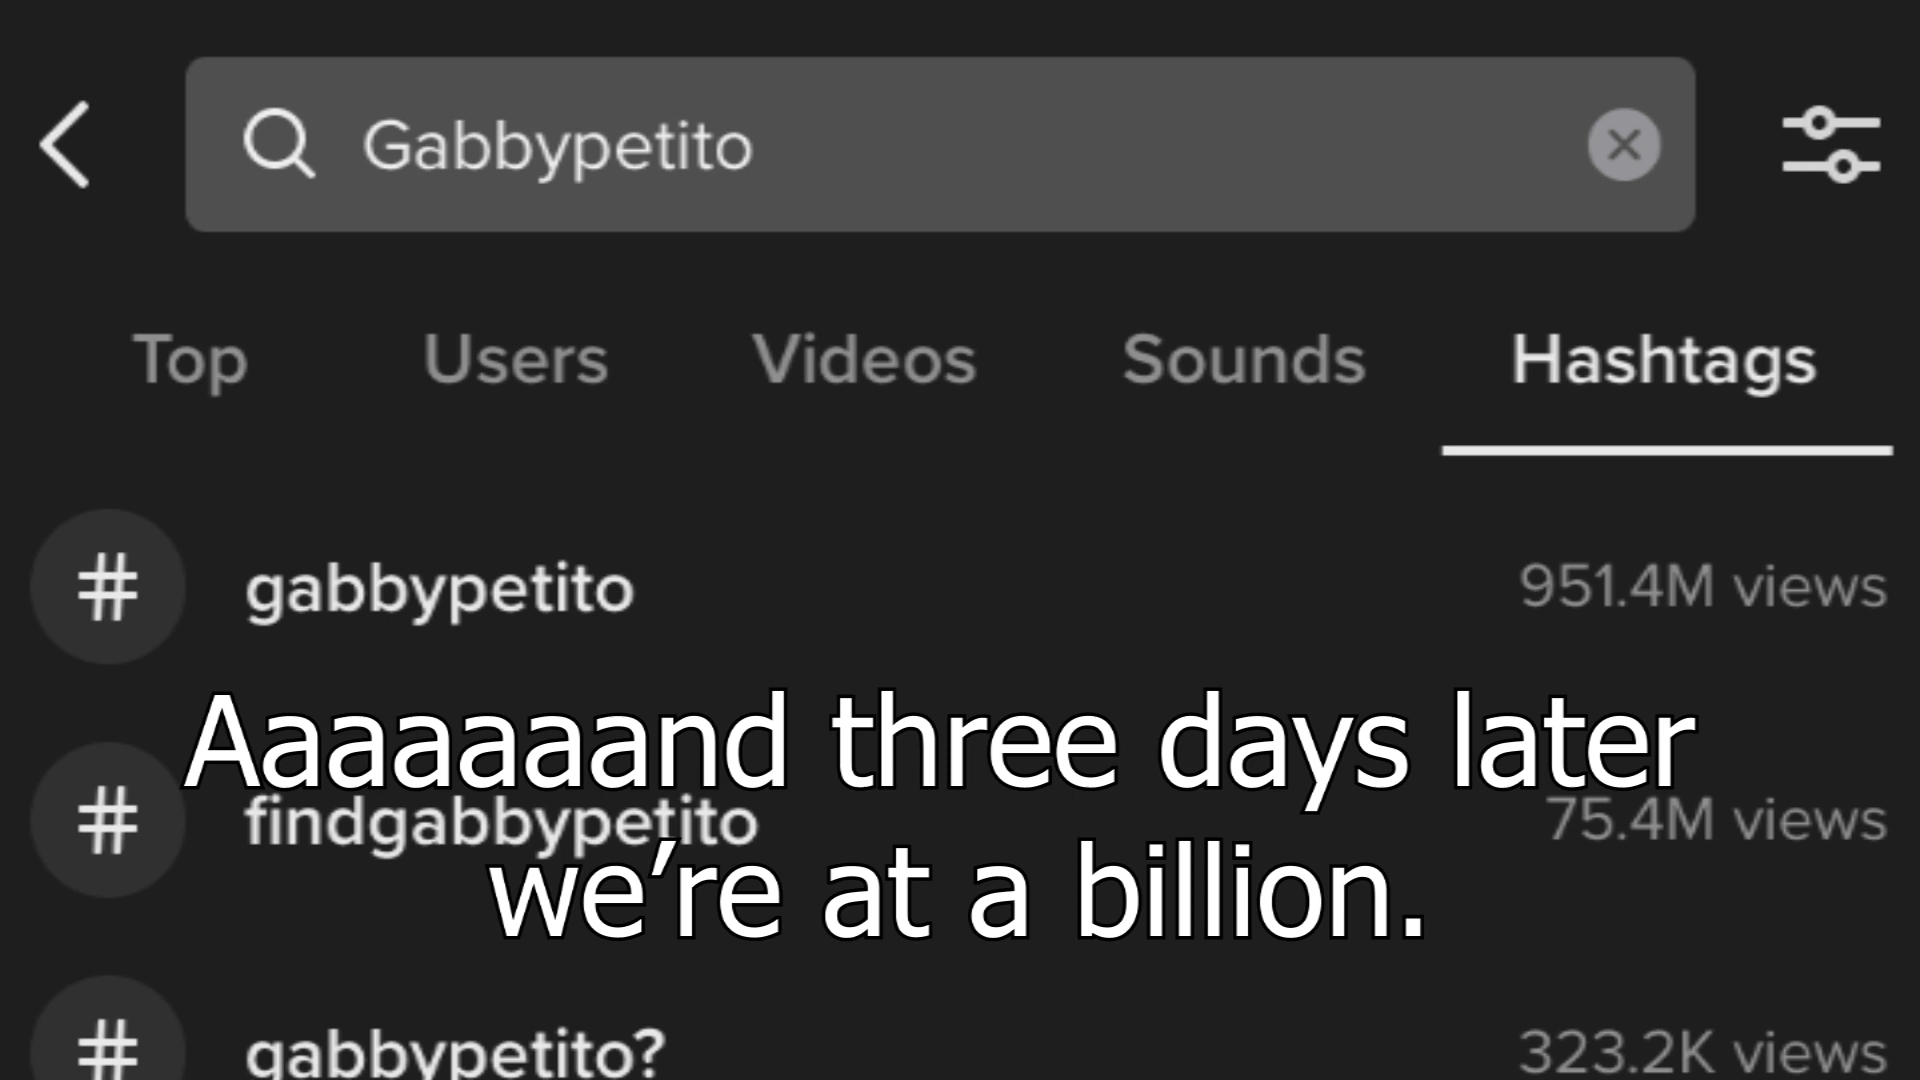 Gabbypetito
Top Users Videos Sounds Hashtags
# gabbypetito 951.4M views
Aaaaaaand three days later
# findgabbypetito 75.4M views
we’re at a billion.
# gabbypetito? 323.2K views